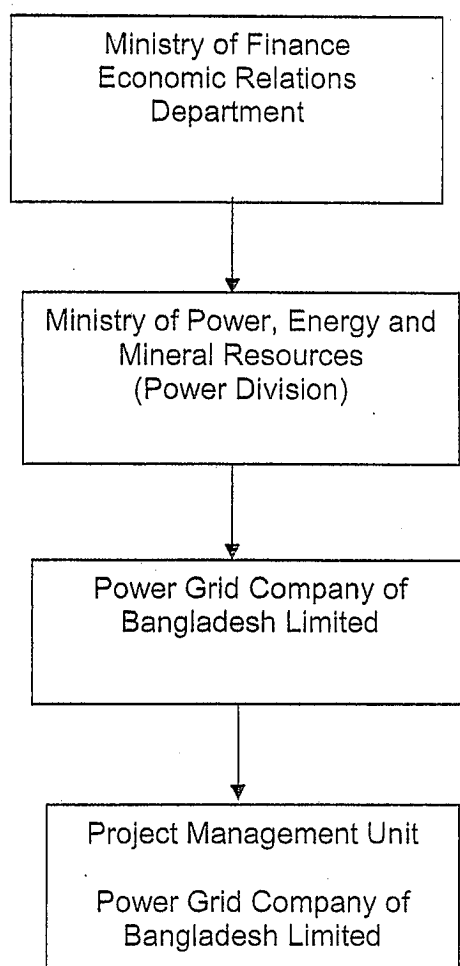 Ministry of Finance
Economic Relations
Department
Ministry of Power, Energy and
Mineral Resources
(Power Division)
Power Grid Company of
Bangladesh Limited
Project Management Unit
Power Grid Company of
Bangladesh Limited